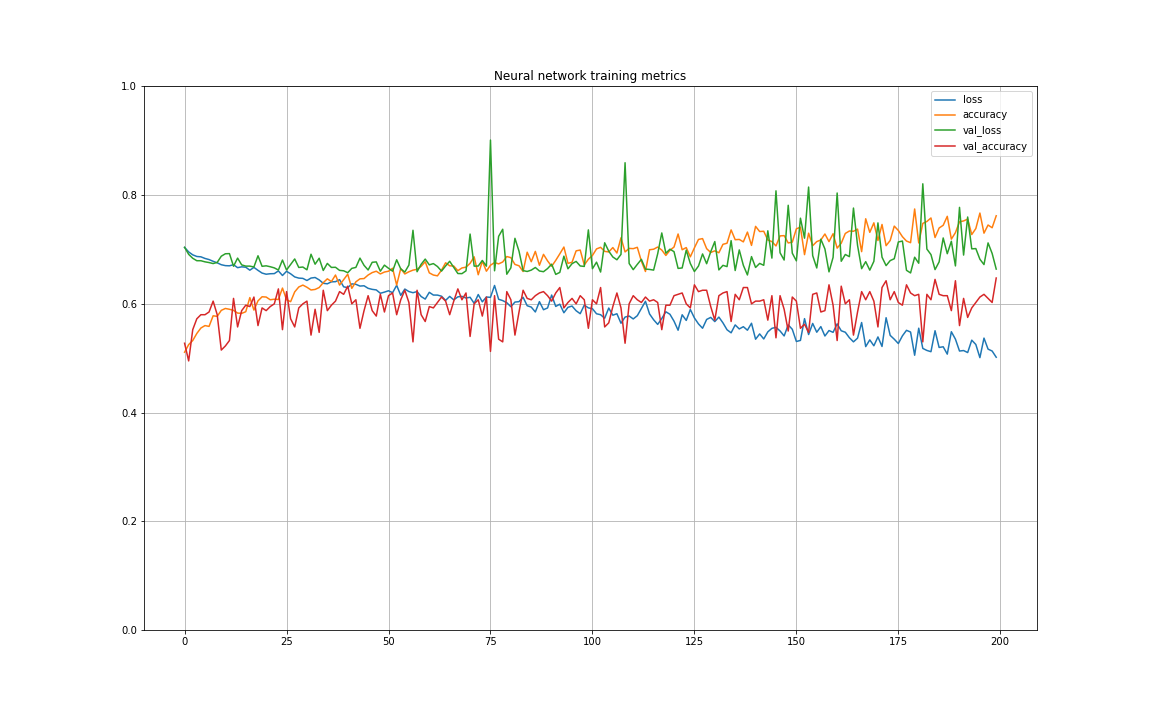 Neural network training metrics
1.0
0.8
0.6
0.4
0.2
0.0
loss
accuracy
val_loss
val_accuracy
0 25 50 75 100 125 150 175 200